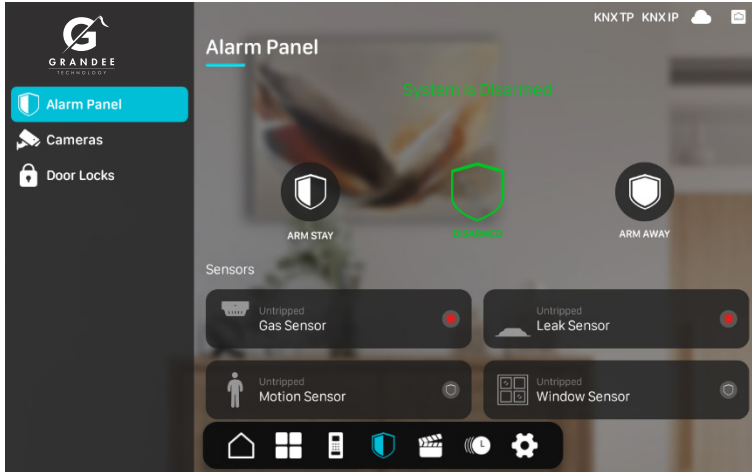 KNX TP KNX IP
GRANDEE
TECHNOLOGY
Alarm Panel
Alarm Panel
Cameras
Door Locks
System is Disarmed
ARM STAY
DISARMED
ARM AWAY
Sensors
Untripped
Gas Sensor
Untripped
Leak Sensor
Untripped
Motion Sensor
Untripped
Window Sensor